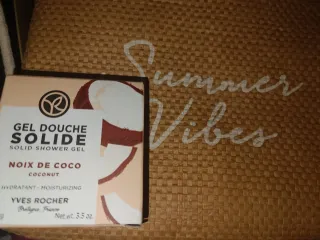 GEL DOUCHE
SOLIDE
SOLID SHOWER GEL
NOIX DE COCO
COCONUT
HYDRATANT - MOISTURIZING
YVES ROCHER
Bretagne, France
Net wt. 3.5 oz.
Summer
Vibes